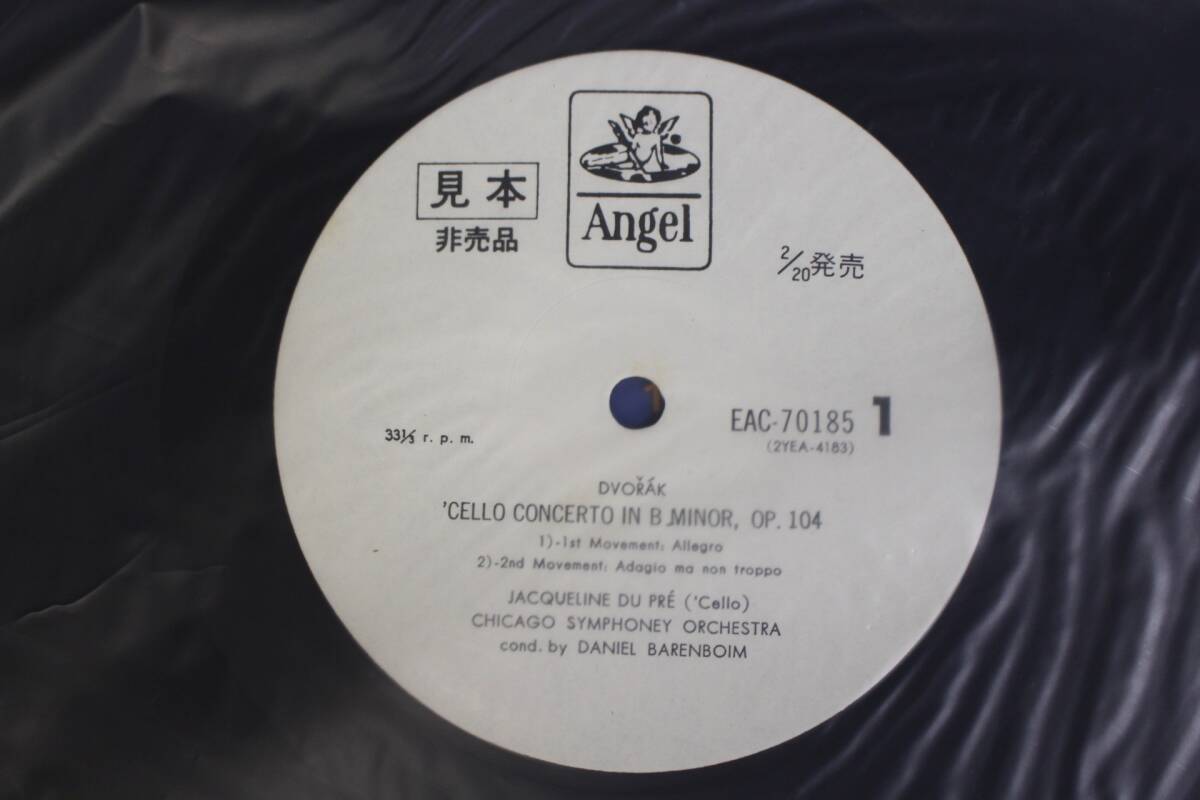 見本
非売品
Angel
2/20発売
33⅓ r. p. m.
EAC-70185 1
(2YEA-4183)
DVOŘÁK
'CELLO CONCERTO IN B MINOR, OP. 104
1)-1st Movement: Allegro
2)-2nd Movement: Adagio ma non troppo
JACQUELINE DU PRÉ ('Cello)
CHICAGO SYMPHONEY ORCHESTRA
cond. by DANIEL BARENBOIM